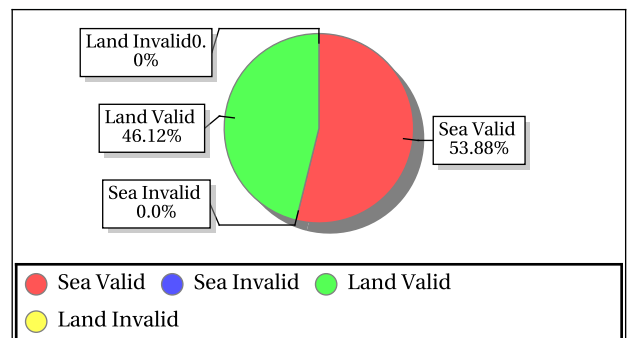 Land Invalid0.
0%
Land Valid
46.12%
Sea Valid
53.88%
Sea Invalid
0.0%
Sea Valid Sea Invalid Land Valid
Land Invalid